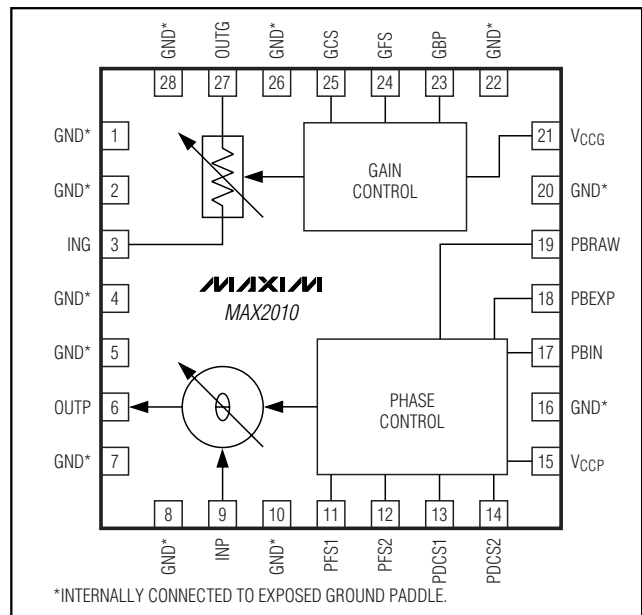 GND*
OUTG
GND*
GCS
GFS
GBP
GND*
28
27
26
25
24
23
22
GND* 1
GND* 2
ING 3
GND* 4
GND* 5
OUTP 6
GND* 7
21 VCCG
20 GND*
19 PBRAW
18 PBEXP
17 PBIN
16 GND*
15 VCCP
GAIN
CONTROL
MAXIM
MAX2010
PHASE
CONTROL
θ
8
9
10
11
12
13
14
GND*
INP
GND*
PFS1
PFS2
PDCS1
PDCS2
*INTERNALLY CONNECTED TO EXPOSED GROUND PADDLE.